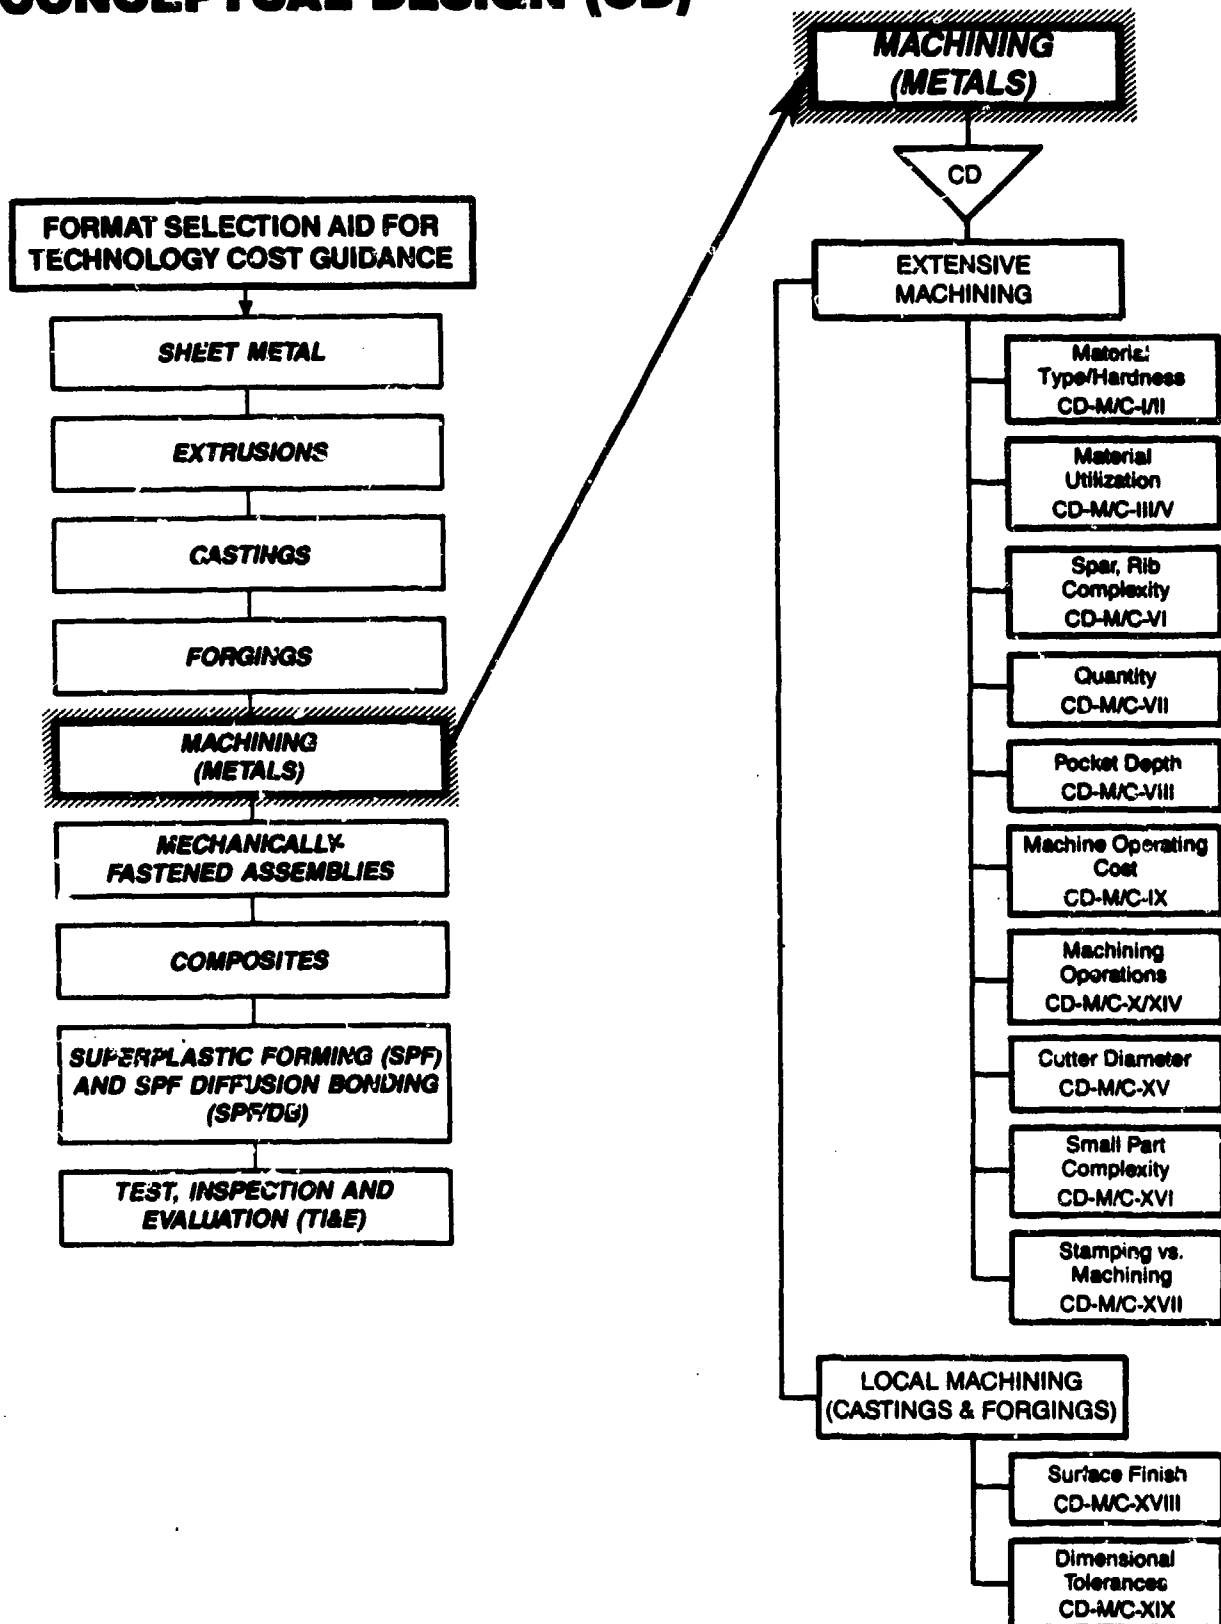 CONCEPTUAL DESIGN (CD)
FORMAT SELECTION AID FOR
TECHNOLOGY COST GUIDANCE
SHEET METAL
EXTRUSIONS
CASTINGS
FORGINGS
MACHINING
(METALS)
MECHANICALLY-
FASTENED ASSEMBLIES
COMPOSITES
SUPERPLASTIC FORMING (SPF)
AND SPF DIFFUSION BONDING
(SPF/DB)
TEST, INSPECTION AND
EVALUATION (TI&E)
MACHINING
(METALS)
CD
EXTENSIVE
MACHINING
Material
Type/Hardness
CD-M/C-I/II
Material
Utilization
CD-M/C-III/V
Spar, Rib
Complexity
CD-M/C-VI
Quantity
CD-M/C-VII
Pocket Depth
CD-M/C-VIII
Machine Operating
Cost
CD-M/C-IX
Machining
Operations
CD-M/C-X/XIV
Cutter Diameter
CD-M/C-XV
Small Part
Complexity
CD-M/C-XVI
Stamping vs.
Machining
CD-M/C-XVII
LOCAL MACHINING
(CASTINGS & FORGINGS)
Surface Finish
CD-M/C-XVIII
Dimensional
Tolerances
CD-M/C-XIX